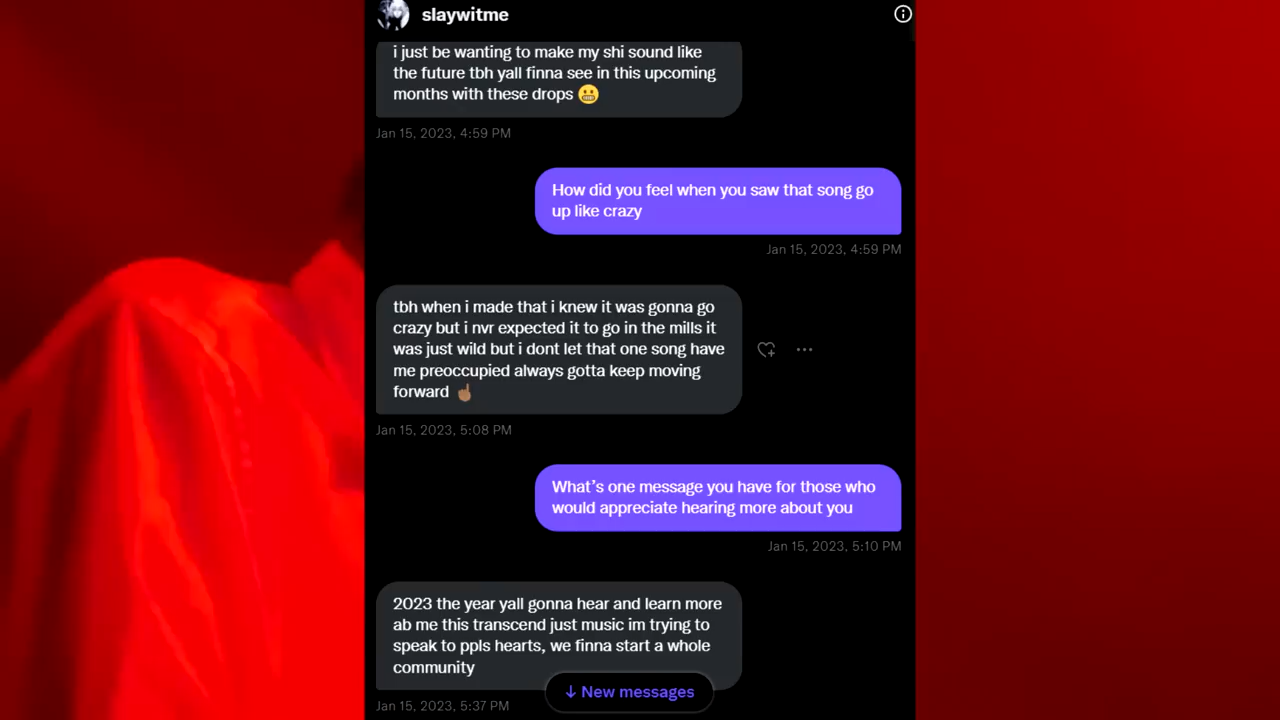 slaywitme
i just be wanting to make my shi sound like
the future tbh yall finna see in this upcoming
months with these drops 😬
Jan 15, 2023, 4:59 PM
How did you feel when you saw that song go
up like crazy
Jan 15, 2023, 4:59 PM
tbh when i made that i knew it was gonna go
crazy but i nvr expected it to go in the mills it
was just wild but i dont let that one song have
me preoccupied always gotta keep moving
forward ☝🏾
Jan 15, 2023, 5:08 PM
What’s one message you have for those who
would appreciate hearing more about you
Jan 15, 2023, 5:10 PM
2023 the year yall gonna hear and learn more
ab me this transcend just music im trying to
speak to ppls hearts, we finna start a whole
community
↓ New messages
Jan 15, 2023, 5:37 PM